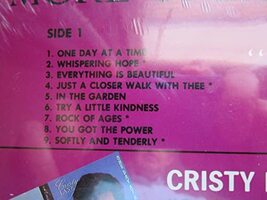 SIDE 1
1. ONE DAY AT A TIME
2. WHISPERING HOPE *
3. EVERYTHING IS BEAUTIFUL
4. JUST A CLOSER WALK WITH THEE *
5. IN THE GARDEN
6. TRY A LITTLE KINDNESS
7. ROCK OF AGES *
8. YOU GOT THE POWER
9. SOFTLY AND TENDERLY *
CRISTY